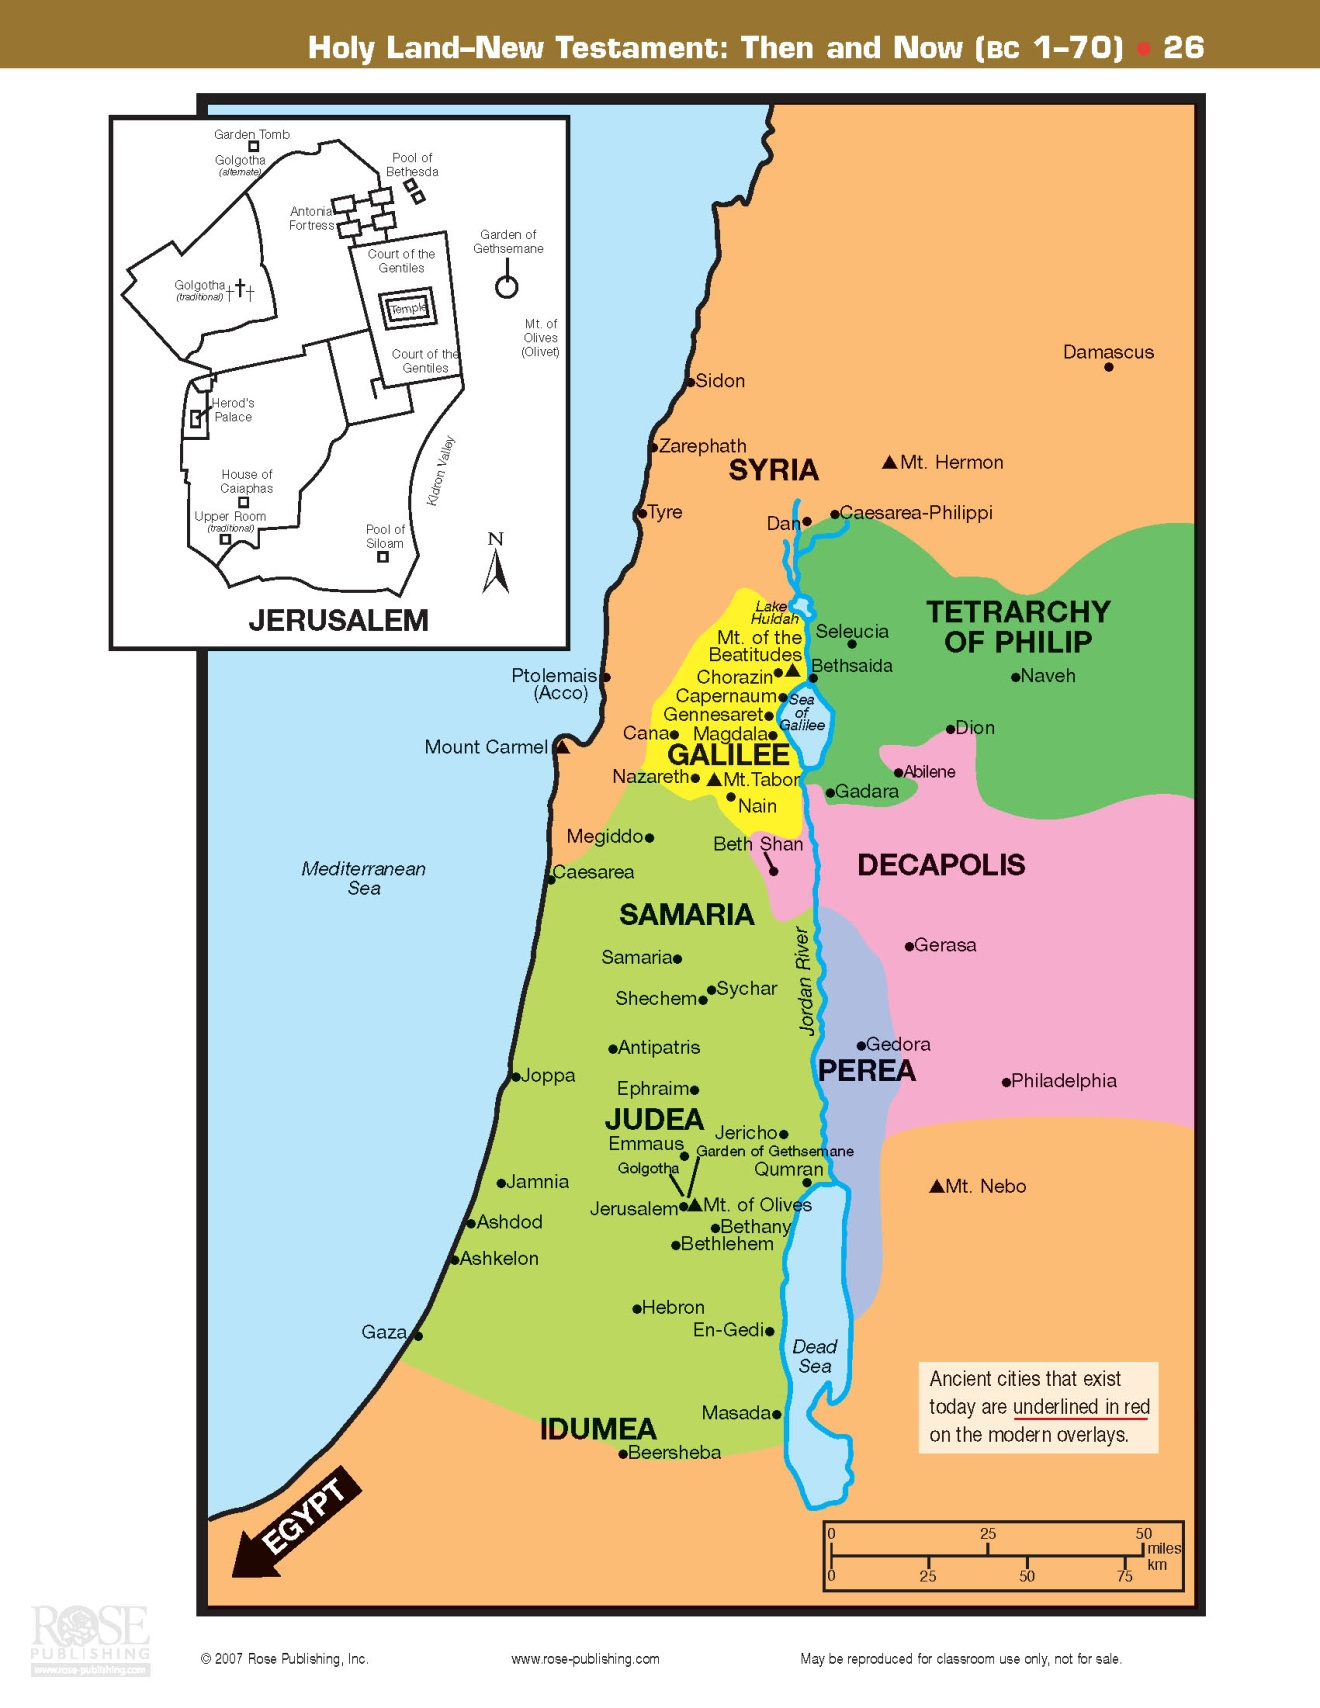 Holy Land–New Testament: Then and Now (BC 1–70) • 26
Garden Tomb
Golgotha
(alternate)
Pool of
Bethesda
Antonia
Fortress
Garden of
Gethsemane
Court of the
Gentiles
Golgotha
(traditional)
Temple
Mt. of
Olives
(Olivet)
Court of the
Gentiles
Herod's
Palace
Kidron Valley
House of
Caiaphas
Upper Room
(traditional)
Pool of
Siloam
N
JERUSALEM
Damascus
Sidon
Zarephath
SYRIA
Mt. Hermon
Tyre
Dan
Caesarea-Philippi
Lake
Huldah
TETRARCHY
OF PHILIP
Seleucia
Mt. of the
Beatitudes
Bethsaida
Ptolemais
(Acco)
Chorazin
Naveh
Capernaum
Sea
of
Galilee
Gennesaret
Cana
Magdala
Dion
Mount Carmel
GALILEE
Abilene
Nazareth
Mt.Tabor
Gadara
Nain
Megiddo
Beth Shan
DECAPOLIS
Mediterranean
Sea
Caesarea
SAMARIA
Gerasa
Samaria
Jordan River
Sychar
Shechem
Antipatris
Gedora
PEREA
Joppa
Philadelphia
Ephraim
JUDEA
Jericho
Emmaus
Garden of Gethsemane
Golgotha
Qumran
Jamnia
Mt. Nebo
Jerusalem
Mt. of Olives
Ashdod
Bethany
Bethlehem
Ashkelon
Hebron
Gaza
En-Gedi
Dead
Sea
Ancient cities that exist
today are underlined in red
on the modern overlays.
Masada
IDUMEA
Beersheba
EGYPT
0 25 50
miles
km
0 25 50 75
ROSE
PUBLISHING
www.rose-publishing.com
© 2007 Rose Publishing, Inc.
www.rose-publishing.com
May be reproduced for classroom use only, not for sale.